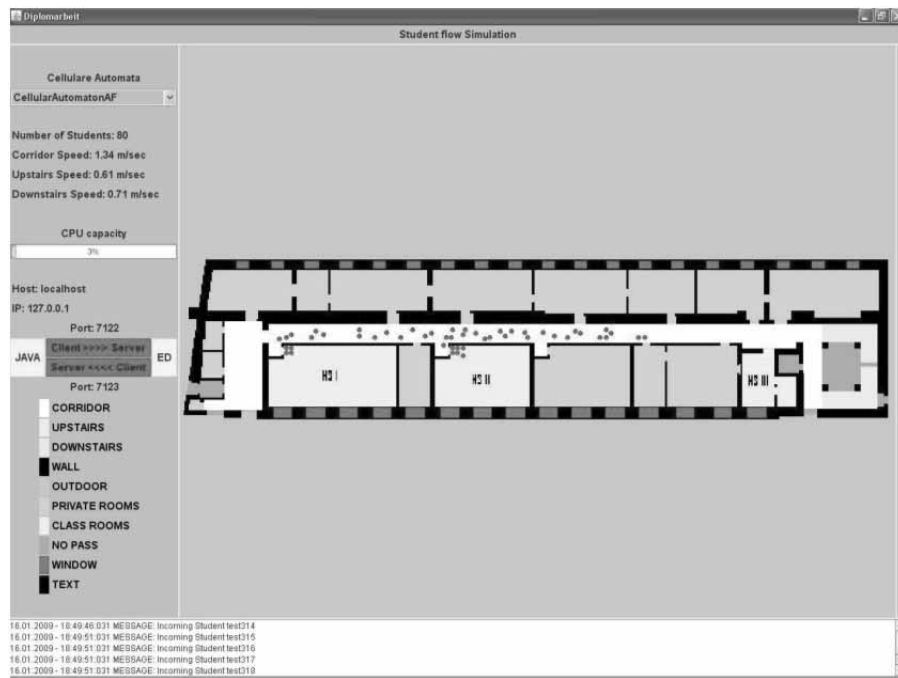 Diplomarbeit
Student flow Simulation
Cellulare Automata
CellularAutomatonAF
Number of Students: 80
Corridor Speed: 1.34 m/sec
Upstairs Speed: 0.61 m/sec
Downstairs Speed: 0.71 m/sec
CPU capacity
3%
Host: localhost
IP: 127.0.0.1
Port: 7122
JAVA
Client >>>> Server
Server <<<< Client
ED
Port: 7123
CORRIDOR
UPSTAIRS
DOWNSTAIRS
WALL
OUTDOOR
PRIVATE ROOMS
CLASS ROOMS
NO PASS
WINDOW
TEXT
HS I
HS II
HS III
16.01.2009 - 18:49:46:031 MESSAGE: Incoming Student test314
16.01.2009 - 18:49:51:031 MESSAGE: Incoming Student test315
16.01.2009 - 18:49:51:031 MESSAGE: Incoming Student test316
16.01.2009 - 18:49:51:031 MESSAGE: Incoming Student test317
16.01.2009 - 18:49:51:031 MESSAGE: Incoming Student test318